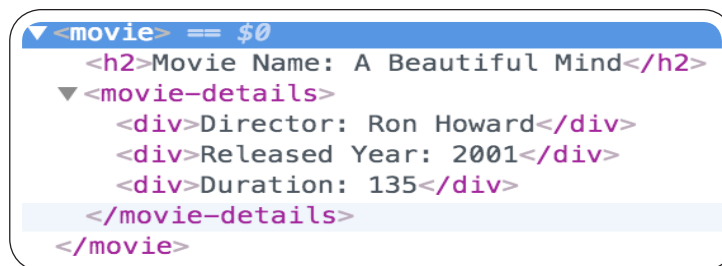 ▼<movie> == $0
<h2>Movie Name: A Beautiful Mind</h2>
▼<movie-details>
<div>Director: Ron Howard</div>
<div>Released Year: 2001</div>
<div>Duration: 135</div>
</movie-details>
</movie>